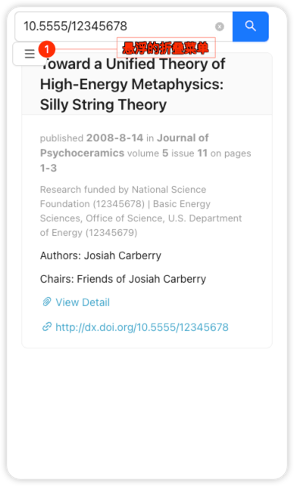 10.5555/12345678
1
悬浮的折叠菜单
Toward a Unified Theory of
High-Energy Metaphysics:
Silly String Theory
published 2008-8-14 in Journal of
Psychoceramics volume 5 issue 11 on pages
1-3
Research funded by National Science
Foundation (12345678) | Basic Energy
Sciences, Office of Science, U.S. Department
of Energy (12345679)
Authors: Josiah Carberry
Chairs: Friends of Josiah Carberry
View Detail
http://dx.doi.org/10.5555/12345678